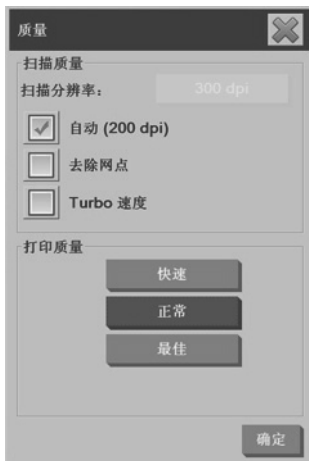 质量
扫描质量
扫描分辨率： 300 dpi
自动 (200 dpi)
去除网点
Turbo 速度
打印质量
快速
正常
最佳
确定